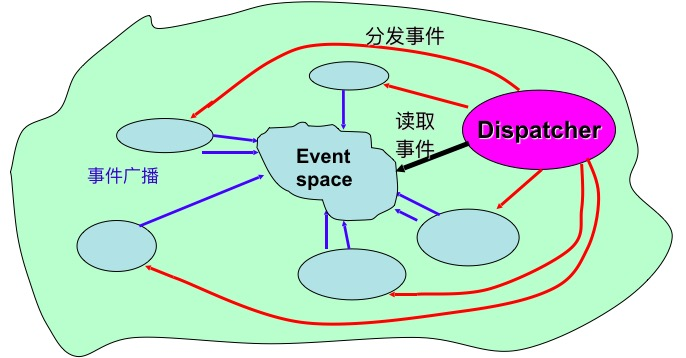 分发事件
读取
事件
Dispatcher
Event
space
事件广播